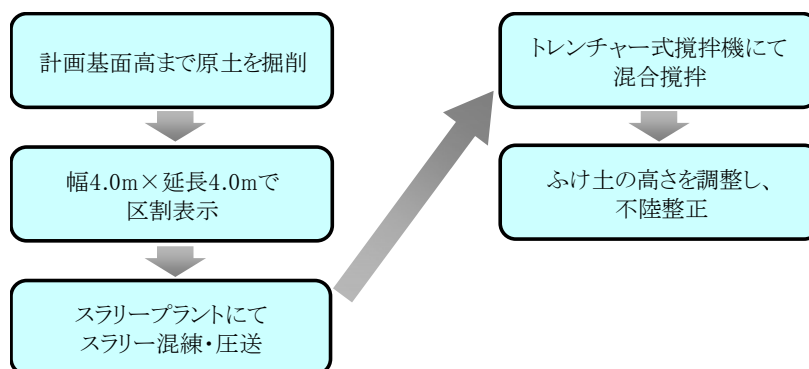 計画基面高まで原土を掘削
幅4.0m×延長4.0mで
区割表示
スラリープラントにて
スラリー混練・圧送
トレンチャー式攪拌機にて
混合攪拌
ふけ土の高さを調整し、
不陸整正